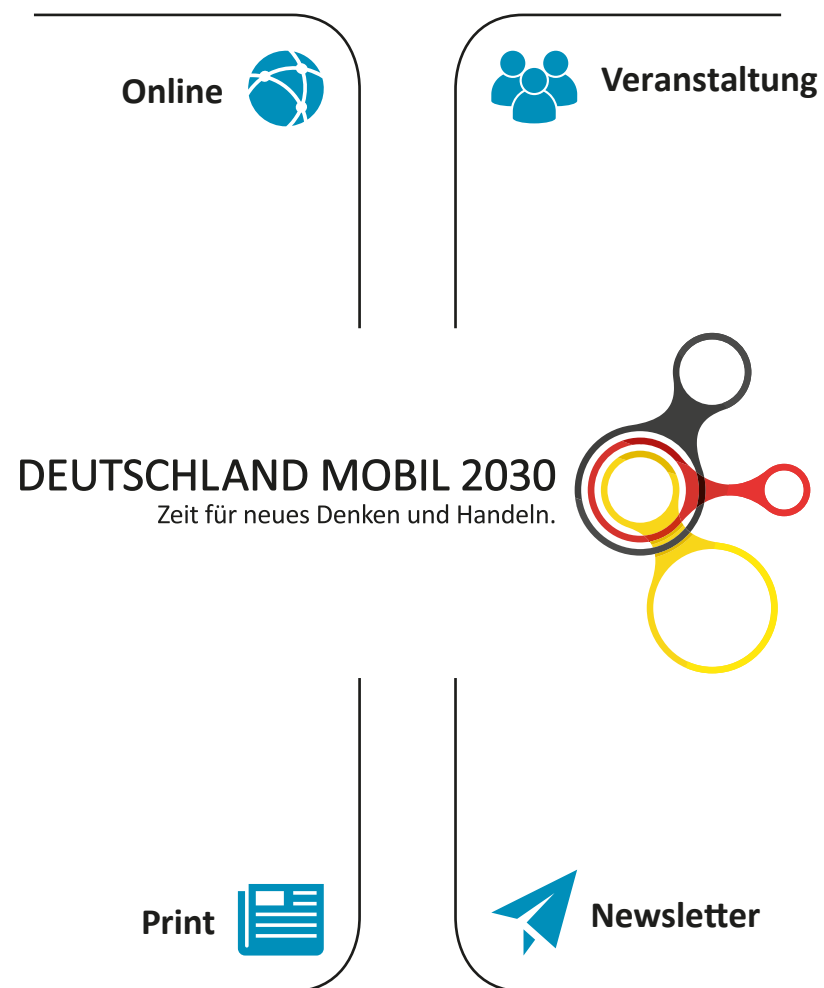 Online
Veranstaltung
DEUTSCHLAND MOBIL 2030
Zeit für neues Denken und Handeln.
Print
Newsletter